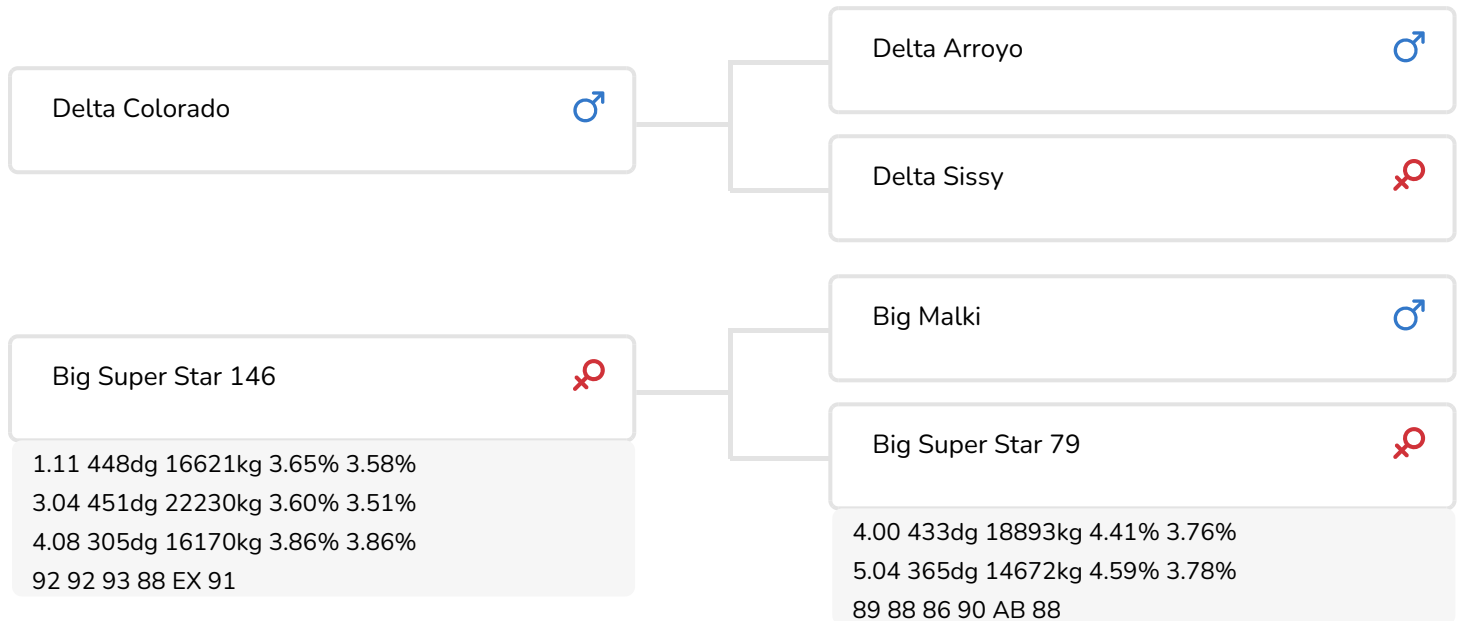 Delta Colorado
Delta Arroyo
Delta Sissy
Big Super Star 146
1.11 448dg 16621kg 3.65% 3.58%
3.04 451dg 22230kg 3.60% 3.51%
4.08 305dg 16170kg 3.86% 3.86%
92 92 93 88 EX 91
Big Malki
Big Super Star 79
4.00 433dg 18893kg 4.41% 3.76%
5.04 365dg 14672kg 4.59% 3.78%
89 88 86 90 AB 88